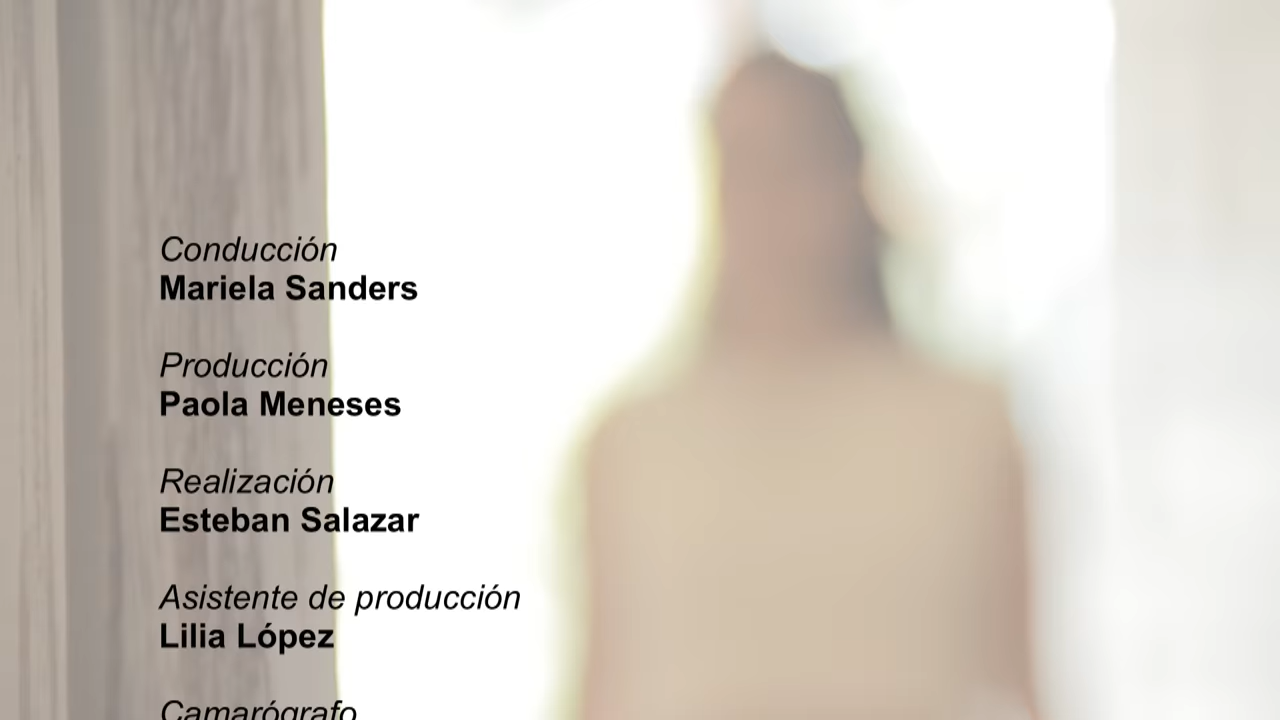 Conducción
Mariela Sanders
Producción
Paola Meneses
Realización
Esteban Salazar
Asistente de producción
Lilia López
Camarógrafo